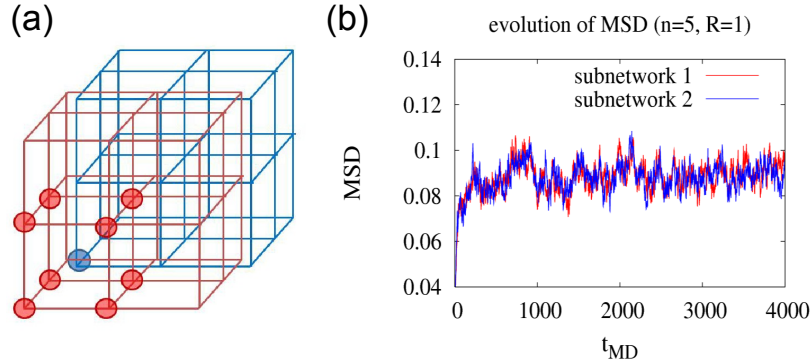 (a)
(b)
evolution of MSD (n=5, R=1)
subnetwork 1
subnetwork 2
MSD
0.14
0.12
0.1
0.08
0.06
0.04
0
1000
2000
3000
4000
t_MD